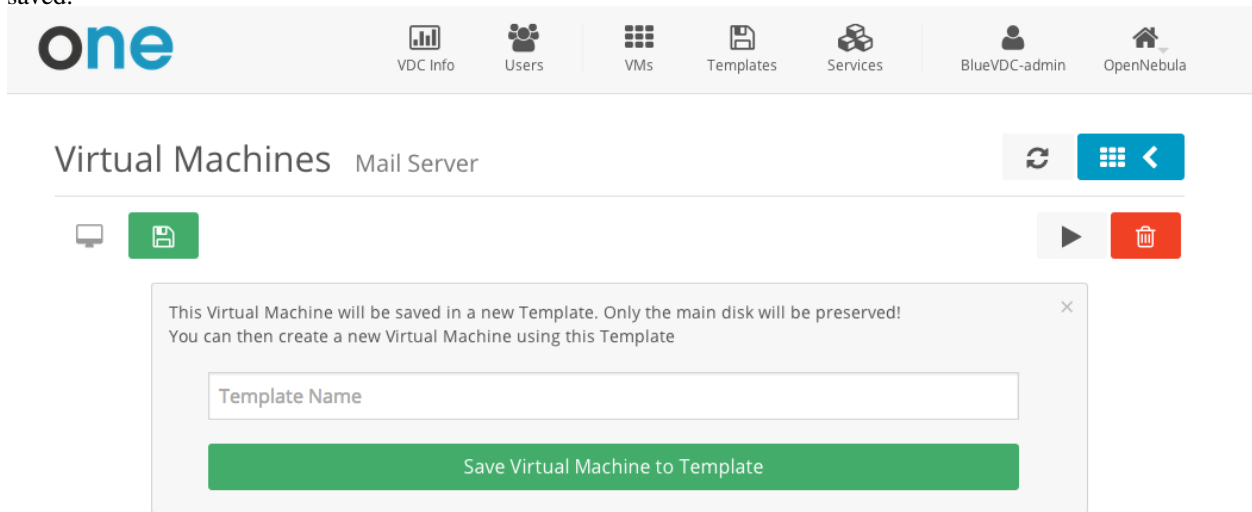 saved.
one
VDC Info Users VMs Templates Services BlueVDC-admin OpenNebula
Virtual Machines Mail Server
This Virtual Machine will be saved in a new Template. Only the main disk will be preserved!
You can then create a new Virtual Machine using this Template
Template Name
Save Virtual Machine to Template